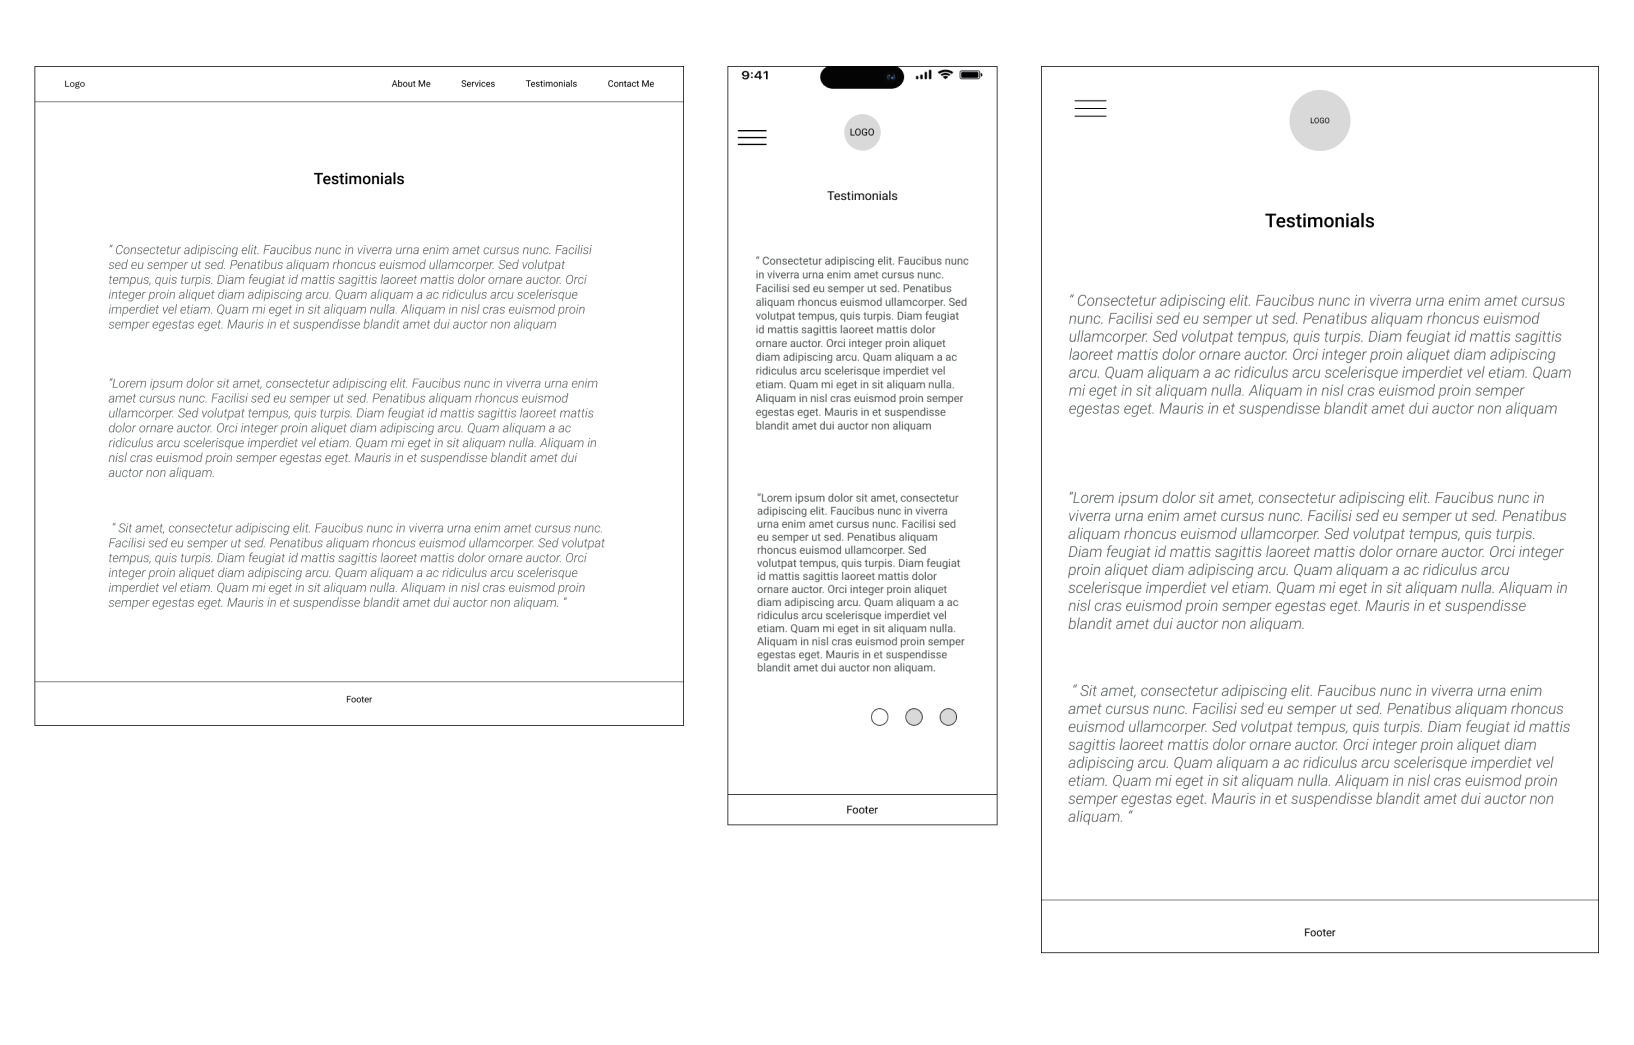 Logo
About Me
Services
Testimonials
Contact Me
Testimonials
“ Consectetur adipiscing elit. Faucibus nunc in viverra urna enim amet cursus nunc. Facilisi
sed eu semper ut sed. Penatibus aliquam rhoncus euismod ullamcorper. Sed volutpat
tempus, quis turpis. Diam feugiat id mattis sagittis laoreet mattis dolor ornare auctor. Orci
integer proin aliquet diam adipiscing arcu. Quam aliquam a ac ridiculus arcu scelerisque
imperdiet vel etiam. Quam mi eget in sit aliquam nulla. Aliquam in nisl cras euismod proin
semper egestas eget. Mauris in et suspendisse blandit amet dui auctor non aliquam
“Lorem ipsum dolor sit amet, consectetur adipiscing elit. Faucibus nunc in viverra urna enim
amet cursus nunc. Facilisi sed eu semper ut sed. Penatibus aliquam rhoncus euismod
ullamcorper. Sed volutpat tempus, quis turpis. Diam feugiat id mattis sagittis laoreet mattis
dolor ornare auctor. Orci integer proin aliquet diam adipiscing arcu. Quam aliquam a ac
ridiculus arcu scelerisque imperdiet vel etiam. Quam mi eget in sit aliquam nulla. Aliquam in
nisl cras euismod proin semper egestas eget. Mauris in et suspendisse blandit amet dui
auctor non aliquam.
“ Sit amet, consectetur adipiscing elit. Faucibus nunc in viverra urna enim amet cursus nunc.
Facilisi sed eu semper ut sed. Penatibus aliquam rhoncus euismod ullamcorper. Sed volutpat
tempus, quis turpis. Diam feugiat id mattis sagittis laoreet mattis dolor ornare auctor. Orci
integer proin aliquet diam adipiscing arcu. Quam aliquam a ac ridiculus arcu scelerisque
imperdiet vel etiam. Quam mi eget in sit aliquam nulla. Aliquam in nisl cras euismod proin
semper egestas eget. Mauris in et suspendisse blandit amet dui auctor non aliquam. “
Footer
9:41
LOGO
Testimonials
“ Consectetur adipiscing elit. Faucibus nunc
in viverra urna enim amet cursus nunc.
Facilisi sed eu semper ut sed. Penatibus
aliquam rhoncus euismod ullamcorper. Sed
volutpat tempus, quis turpis. Diam feugiat
id mattis sagittis laoreet mattis dolor
ornare auctor. Orci integer proin aliquet
diam adipiscing arcu. Quam aliquam a ac
ridiculus arcu scelerisque imperdiet vel
etiam. Quam mi eget in sit aliquam nulla.
Aliquam in nisl cras euismod proin semper
egestas eget. Mauris in et suspendisse
blandit amet dui auctor non aliquam
“Lorem ipsum dolor sit amet, consectetur
adipiscing elit. Faucibus nunc in viverra
urna enim amet cursus nunc. Facilisi sed
eu semper ut sed. Penatibus aliquam
rhoncus euismod ullamcorper. Sed
volutpat tempus, quis turpis. Diam feugiat
id mattis sagittis laoreet mattis dolor
ornare auctor. Orci integer proin aliquet
diam adipiscing arcu. Quam aliquam a ac
ridiculus arcu scelerisque imperdiet vel
etiam. Quam mi eget in sit aliquam nulla.
Aliquam in nisl cras euismod proin semper
egestas eget. Mauris in et suspendisse
blandit amet dui auctor non aliquam.
Footer
LOGO
Testimonials
“ Consectetur adipiscing elit. Faucibus nunc in viverra urna enim amet cursus
nunc. Facilisi sed eu semper ut sed. Penatibus aliquam rhoncus euismod
ullamcorper. Sed volutpat tempus, quis turpis. Diam feugiat id mattis sagittis
laoreet mattis dolor ornare auctor. Orci integer proin aliquet diam adipiscing
arcu. Quam aliquam a ac ridiculus arcu scelerisque imperdiet vel etiam. Quam
mi eget in sit aliquam nulla. Aliquam in nisl cras euismod proin semper
egestas eget. Mauris in et suspendisse blandit amet dui auctor non aliquam
“Lorem ipsum dolor sit amet, consectetur adipiscing elit. Faucibus nunc in
viverra urna enim amet cursus nunc. Facilisi sed eu semper ut sed. Penatibus
aliquam rhoncus euismod ullamcorper. Sed volutpat tempus, quis turpis.
Diam feugiat id mattis sagittis laoreet mattis dolor ornare auctor. Orci integer
proin aliquet diam adipiscing arcu. Quam aliquam a ac ridiculus arcu
scelerisque imperdiet vel etiam. Quam mi eget in sit aliquam nulla. Aliquam in
nisl cras euismod proin semper egestas eget. Mauris in et suspendisse
blandit amet dui auctor non aliquam.
“ Sit amet, consectetur adipiscing elit. Faucibus nunc in viverra urna enim
amet cursus nunc. Facilisi sed eu semper ut sed. Penatibus aliquam rhoncus
euismod ullamcorper. Sed volutpat tempus, quis turpis. Diam feugiat id mattis
sagittis laoreet mattis dolor ornare auctor. Orci integer proin aliquet diam
adipiscing arcu. Quam aliquam a ac ridiculus arcu scelerisque imperdiet vel
etiam. Quam mi eget in sit aliquam nulla. Aliquam in nisl cras euismod proin
semper egestas eget. Mauris in et suspendisse blandit amet dui auctor non
aliquam. “
Footer